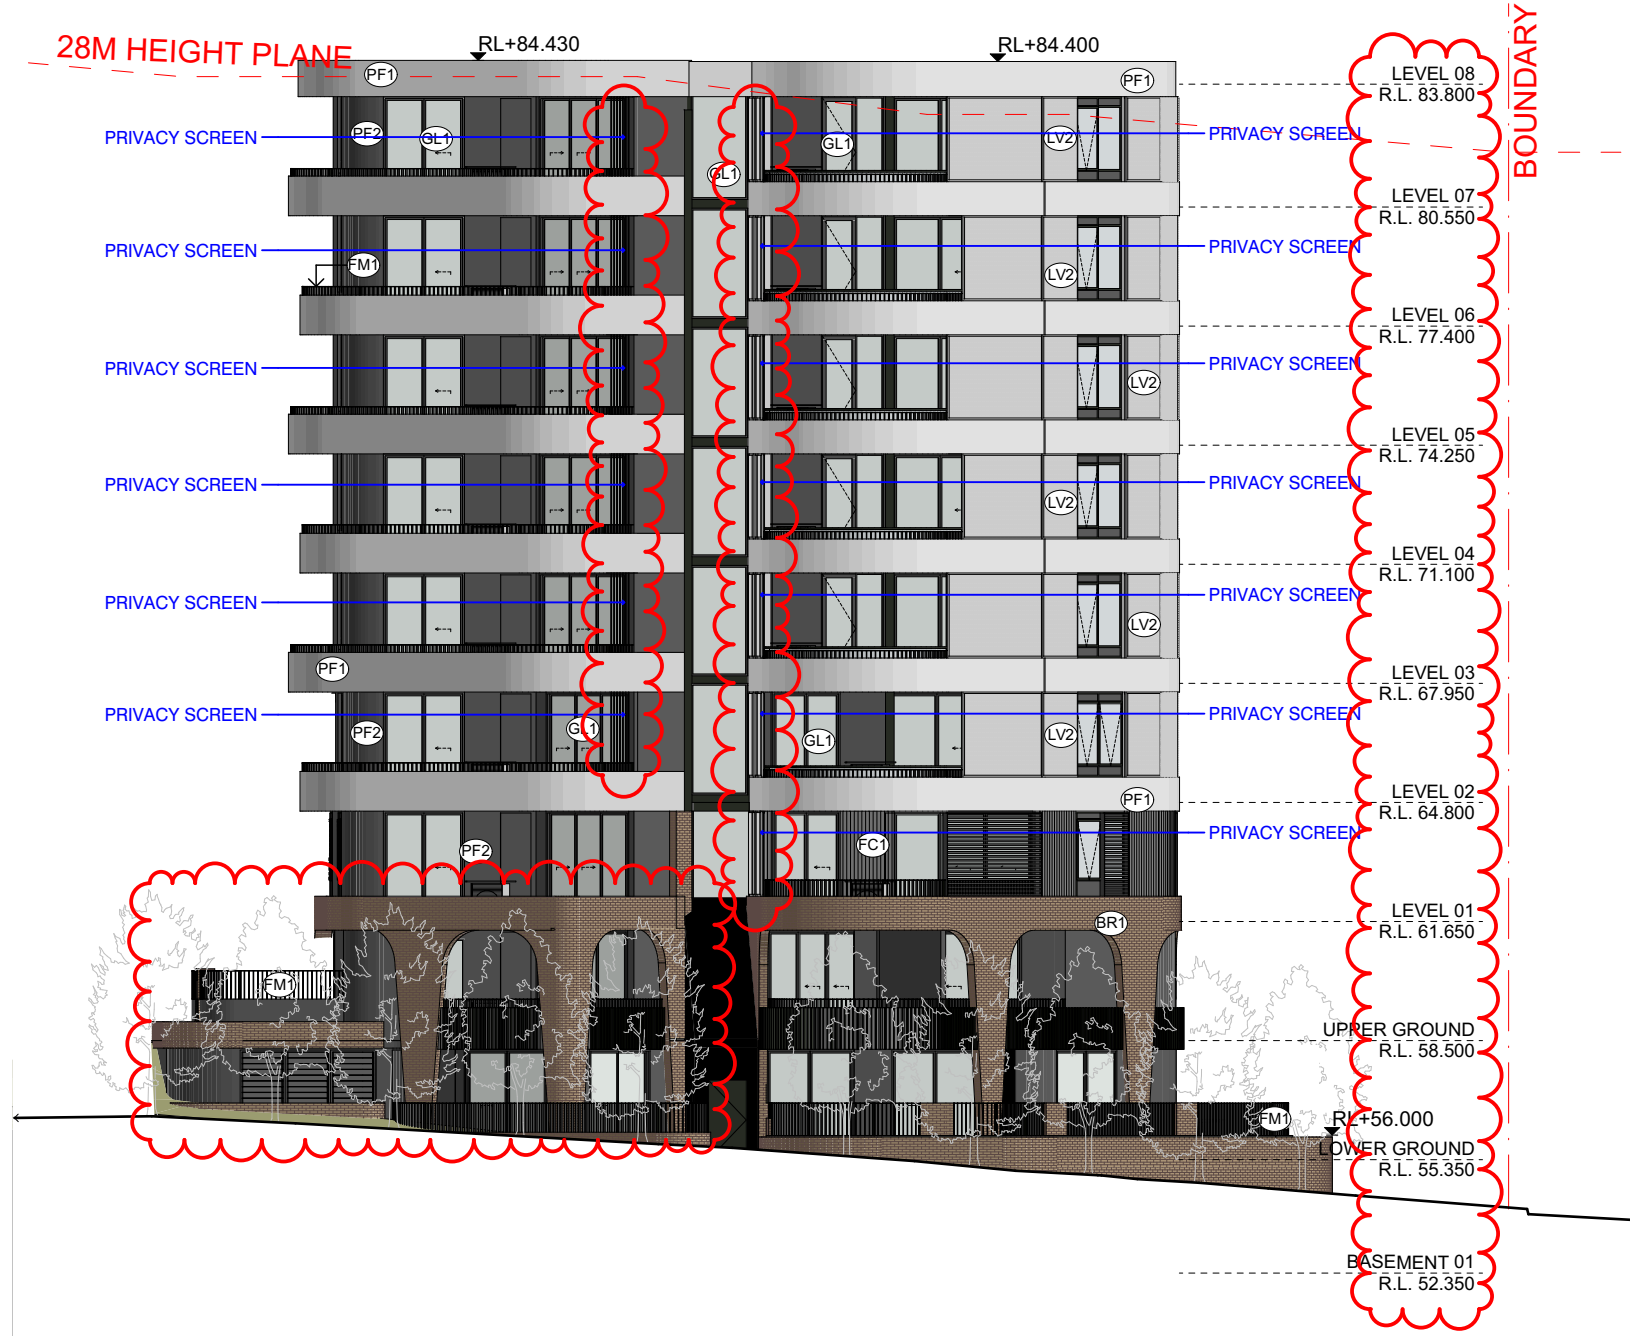 28M HEIGHT PLANE
RL+84.430
RL+84.400
BOUNDARY
PF1
PF1
LEVEL 08
R.L. 83.800
PRIVACY SCREEN
PF2
GL1
GL1
GL1
LV2
PRIVACY SCREEN
LEVEL 07
R.L. 80.550
PRIVACY SCREEN
FM1
LV2
PRIVACY SCREEN
LEVEL 06
R.L. 77.400
PRIVACY SCREEN
LV2
PRIVACY SCREEN
LEVEL 05
R.L. 74.250
PRIVACY SCREEN
LV2
PRIVACY SCREEN
LEVEL 04
R.L. 71.100
PRIVACY SCREEN
LV2
PRIVACY SCREEN
PF1
LEVEL 03
R.L. 67.950
PRIVACY SCREEN
PF2
GL1
GL1
LV2
PRIVACY SCREEN
PF1
LEVEL 02
R.L. 64.800
PF2
FC1
PRIVACY SCREEN
BR1
LEVEL 01
R.L. 61.650
FM1
UPPER GROUND
R.L. 58.500
FM1
RL+56.000
LOWER GROUND
R.L. 55.350
BASEMENT 01
R.L. 52.350